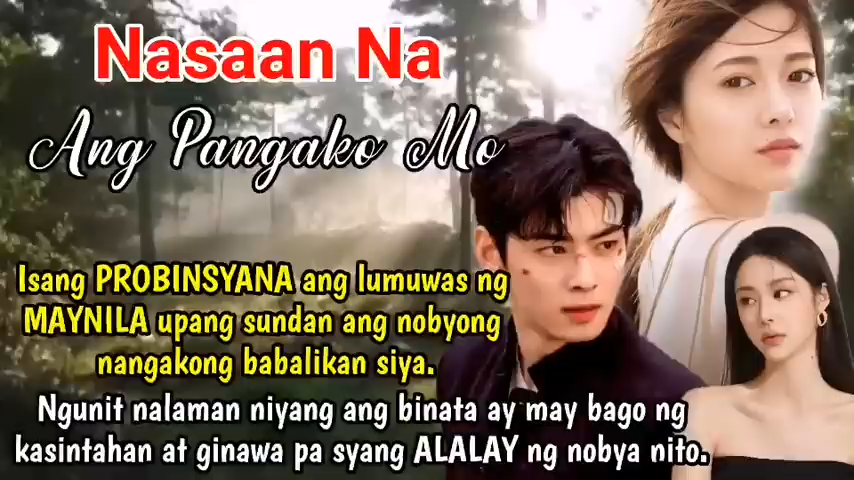 Nasaan Na
Ang Pangako Mo
Isang PROBINSYANA ang lumuwas ng
MAYNILA upang sundan ang nobyong
nangakong babalikan siya.
Ngunit nalaman niyang ang binata ay may bago ng
kasintahan at ginawa pa syang ALALAY ng nobya nito.